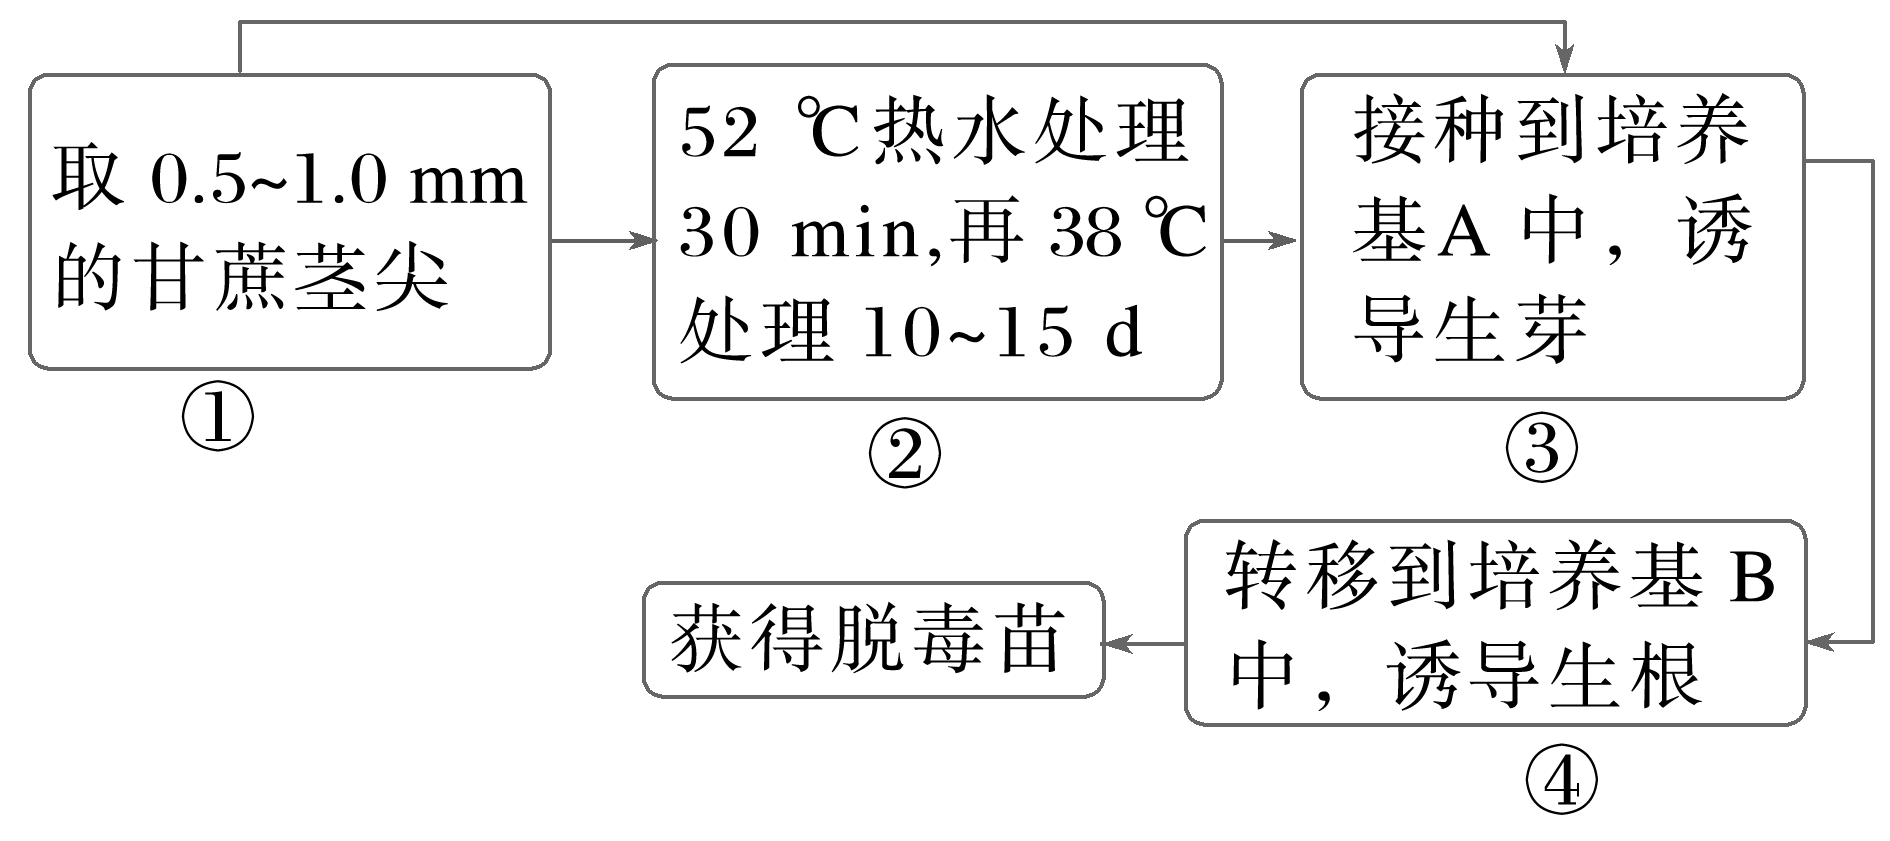 取 0.5~1.0 mm
的甘蔗茎尖
①
52 ℃热水处理
30 min,再 38 ℃
处理 10~15 d
②
接种到培养
基A 中，诱
导生芽
③
转移到培养基 B
中，诱导生根
④
获得脱毒苗